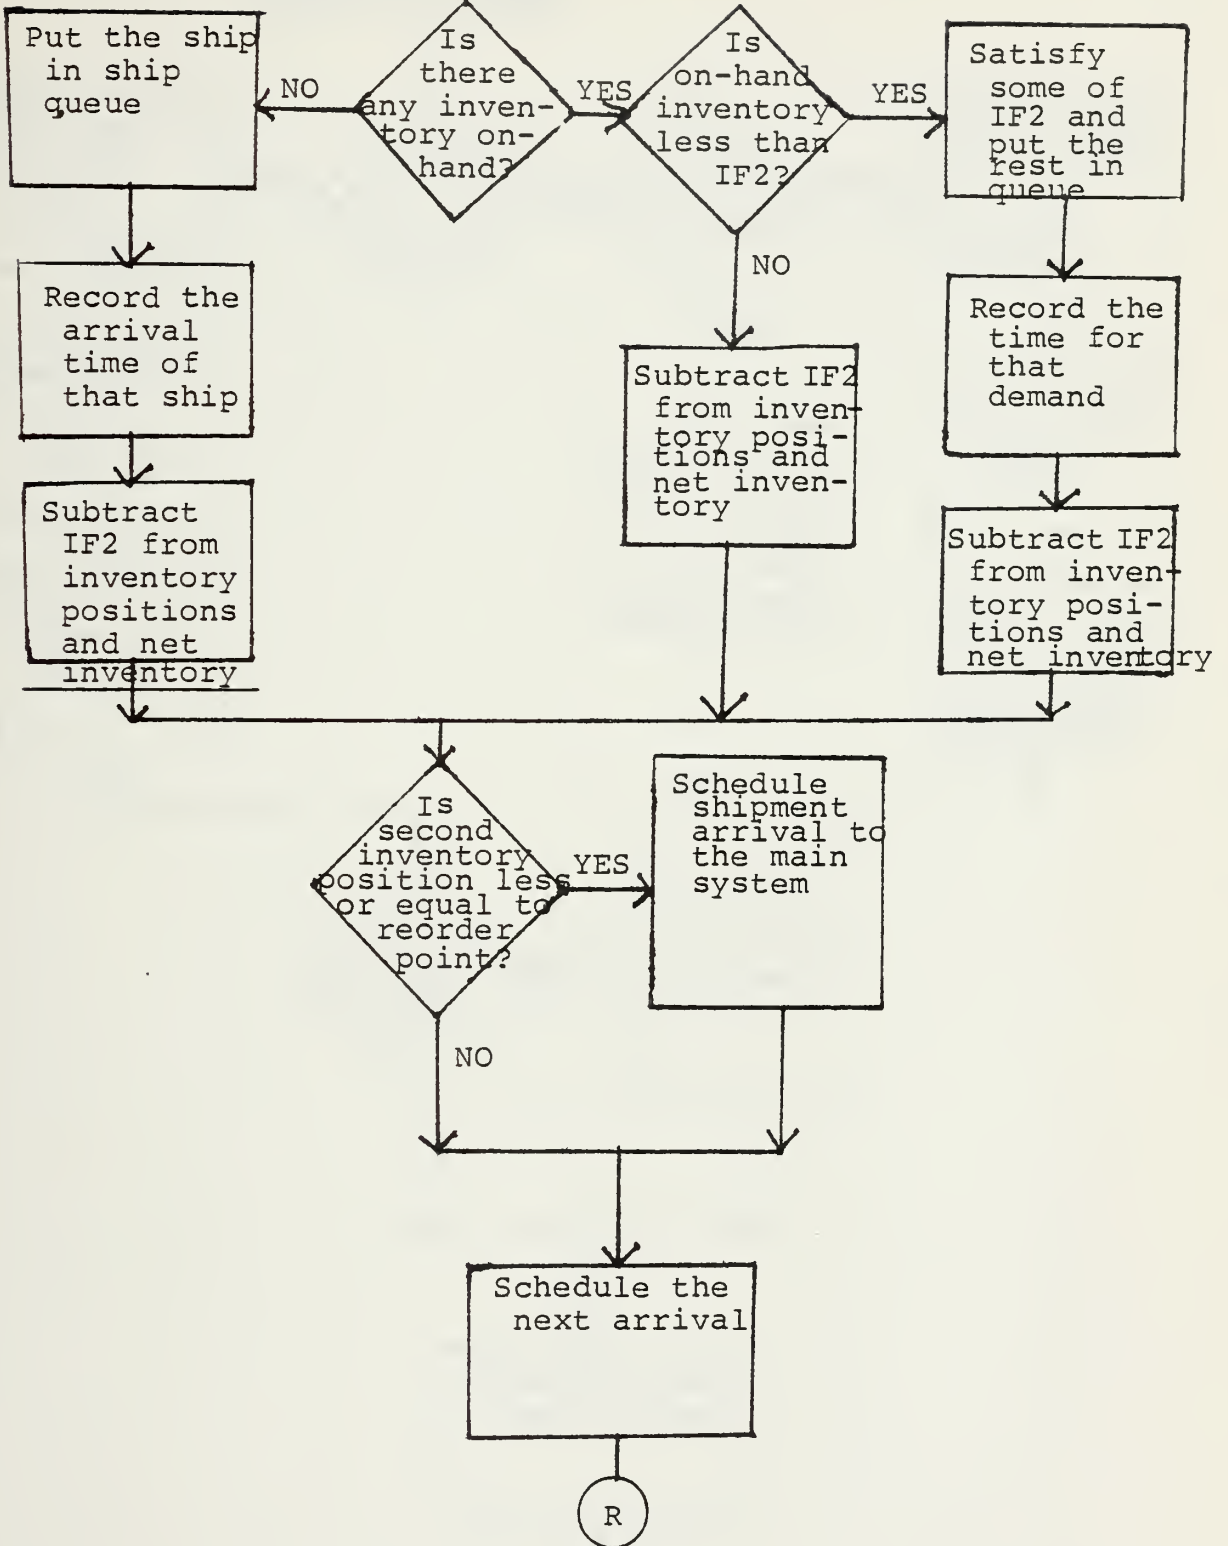 Put the ship
in ship
queue
NO
Is
there
any inven-
tory on-
hand?
YES
Is
on-hand
inventory
less than
IF2?
YES
Satisfy
some of
IF2 and
put the
rest in
queue
NO
Record the
arrival
time of
that ship
Subtract IF2
from inven-
tory posi-
tions and
net inven-
tory
Record the
time for
that
demand
Subtract
IF2 from
inventory
positions
and net
inventory
Subtract IF2
from inven-
tory posi-
tions and
net inventory
Is
second
inventory
position less
or equal to
reorder
point?
YES
Schedule
shipment
arrival to
the main
system
NO
Schedule the
next arrival
R